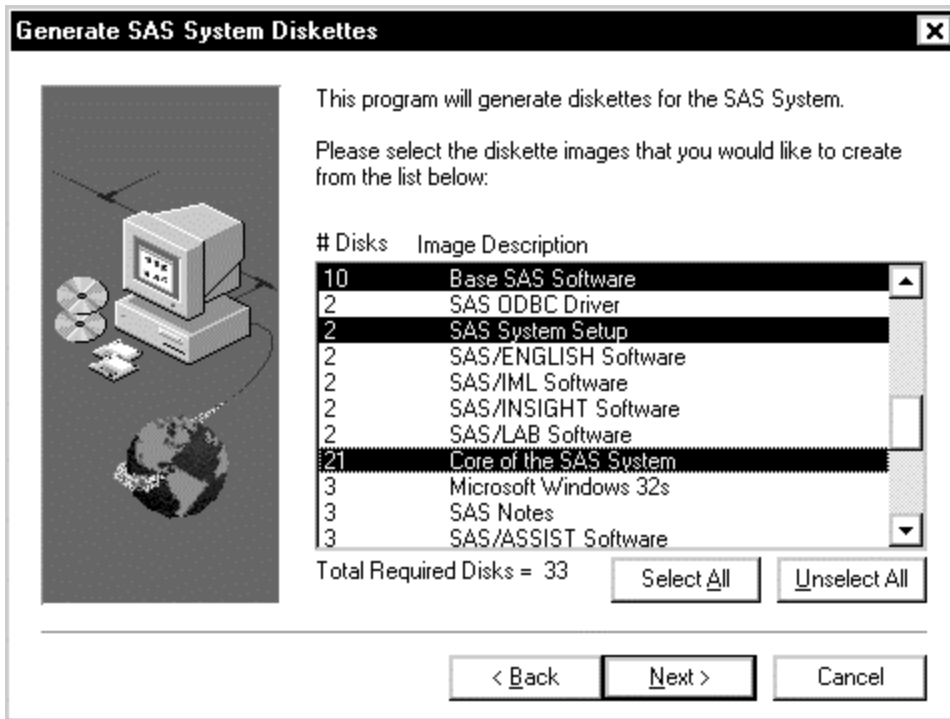 Generate SAS System Diskettes
This program will generate diskettes for the SAS System.
Please select the diskette images that you would like to create
from the list below:
# Disks Image Description
10 Base SAS Software
2 SAS ODBC Driver
2 SAS System Setup
2 SAS/ENGLISH Software
2 SAS/IML Software
2 SAS/INSIGHT Software
2 SAS/LAB Software
21 Core of the SAS System
3 Microsoft Windows 32s
3 SAS Notes
3 SAS/ASSIST Software
Total Required Disks = 33 Select All Unselect All
< Back Next > Cancel